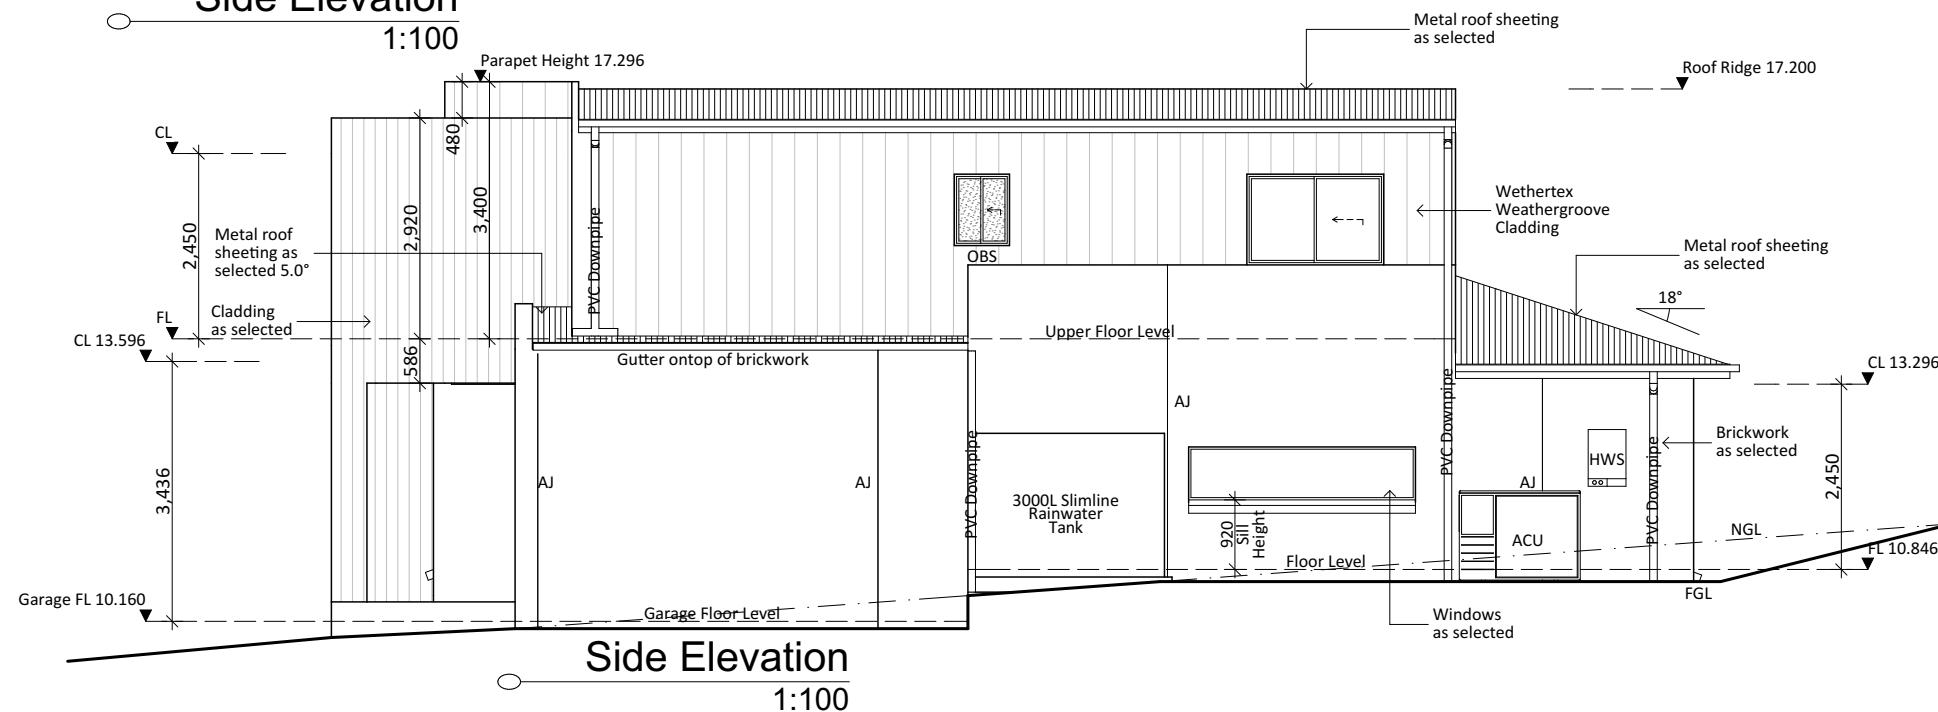 Side Elevation
1:100
Metal roof sheeting
as selected
Parapet Height 17.296
Roof Ridge 17.200
CL
480
2,450
2,920
3,400
Metal roof
sheeting as
selected 5.0°
PVC Downpipe
OBS
Wethertex
Weathergroove
Cladding
Metal roof sheeting
as selected
18°
Cladding
as selected
FL
CL 13.596
586
Gutter ontop of brickwork
Upper Floor Level
CL 13.296
AJ
PVC Downpipe
Brickwork
as selected
HWS
3,436
AJ
AJ
PVC Downpipe
3000L Slimline
Rainwater
Tank
920
Sill
Height
AJ
ACU
PVC Downpipe
2,450
NGL
Floor Level
FL 10.846
Garage FL 10.160
Garage Floor Level
FGL
Windows
as selected
Side Elevation
1:100